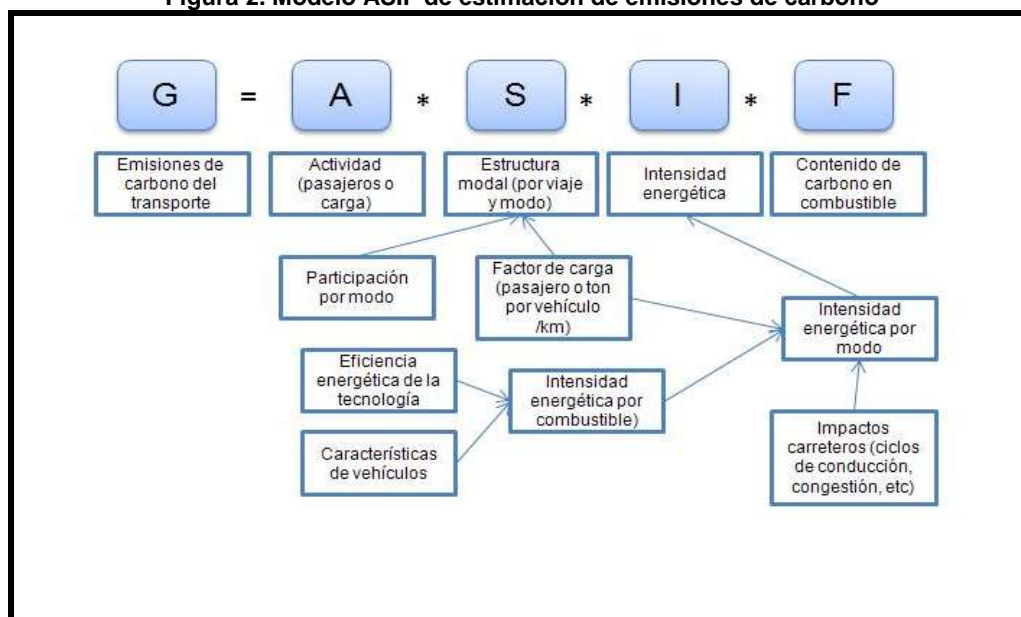 Figura 2. Modelo ASIF de estimación de emisiones de carbono
G = A * S * I * F
Emisiones de
carbono del
transporte
Actividad
(pasajeros o
carga)
Estructura
modal (por viaje
y modo)
Intensidad
energética
Contenido de
carbono en
combustible
Participación
por modo
Factor de carga
(pasajero o ton
por vehículo
/km)
Intensidad
energética por
modo
Eficiencia
energética de la
tecnología
Intensidad
energética por
combustible)
Características
de vehículos
Impactos
carreteros (ciclos
de conducción,
congestión, etc)